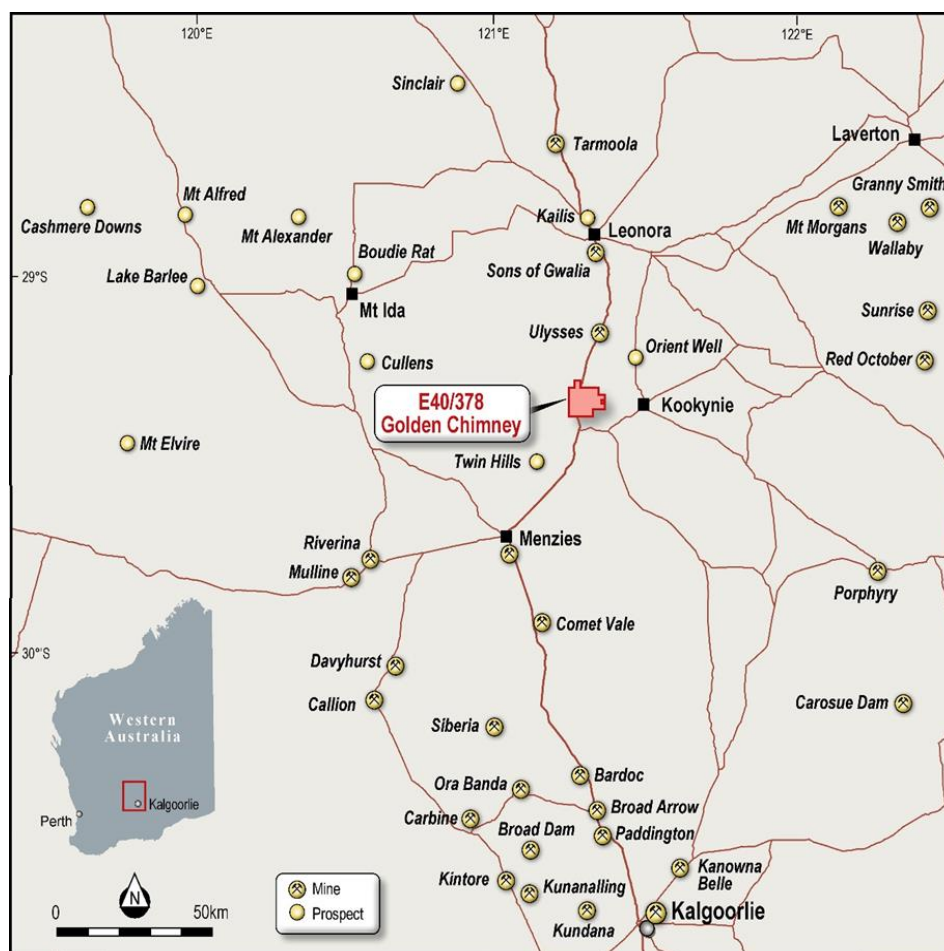 120°E
121°E
122°E
Sinclair
Tarmoola
Laverton
Granny Smith
Mt Alfred
Cashmere Downs
Mt Alexander
Kailis
Leonora
Mt Morgans
Wallaby
Boudie Rat
Sons of Gwalia
29°S
Lake Barlee
Mt Ida
Sunrise
Ulysses
Orient Well
Red October
Cullens
E40/378
Golden Chimney
Kookynie
Mt Elvire
Twin Hills
Menzies
Riverina
Mulline
Porphyry
Comet Vale
30°S
Davyhurst
Callion
Carosue Dam
Siberia
Western
Australia
Kalgoorlie
Perth
Bardoc
Ora Banda
Broad Arrow
Carbine
Broad Dam
Paddington
Kanowna
Belle
Kintore
Kunanalling
Kundana
Kalgoorlie
N
0
50km
Mine
Prospect